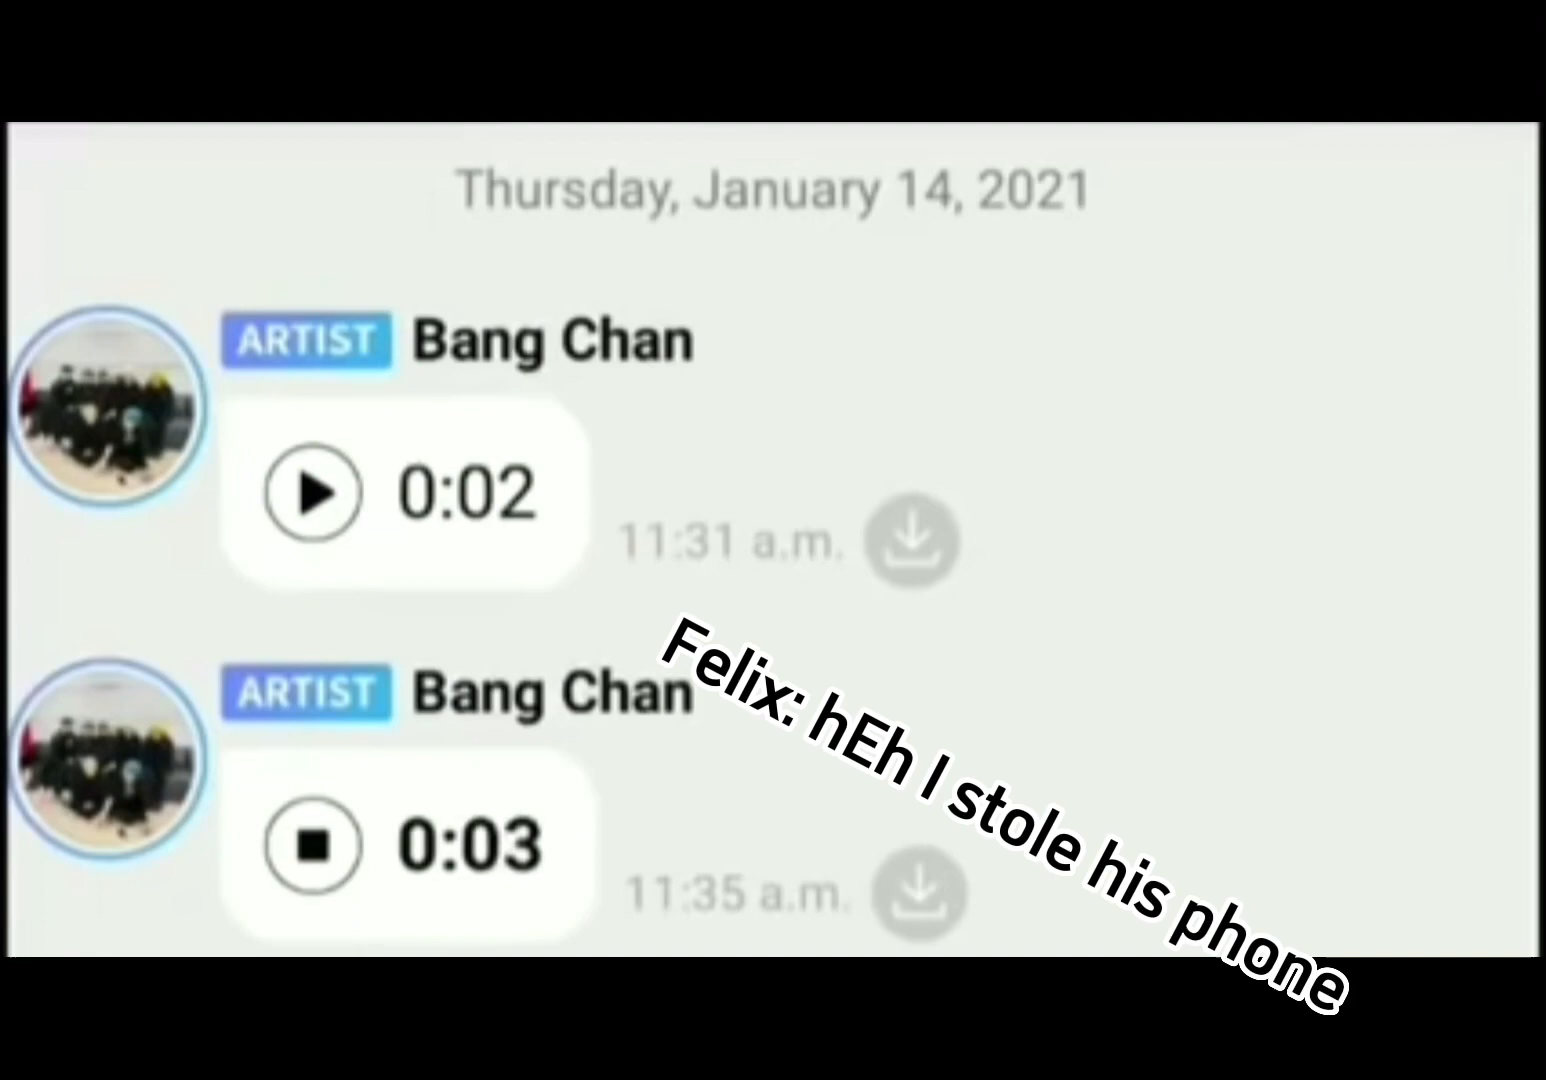 Thursday, January 14, 2021
ARTIST Bang Chan
0:02
11:31 a.m.
ARTIST Bang Chan
0:03
11:35 a.m.
Felix: hEh I stole his phone